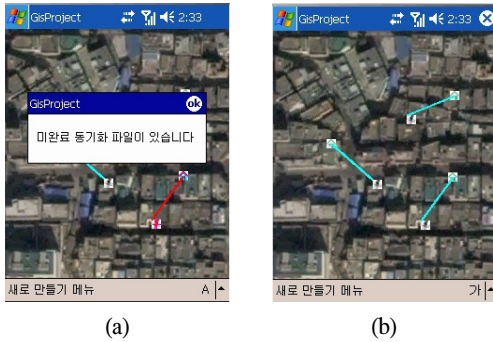 GisProject 2:33
GisProject ok
미완료 동기화 파일이 있습니다
새로 만들기 메뉴 A
(a)
GisProject 2:33
새로 만들기 메뉴 가
(b)